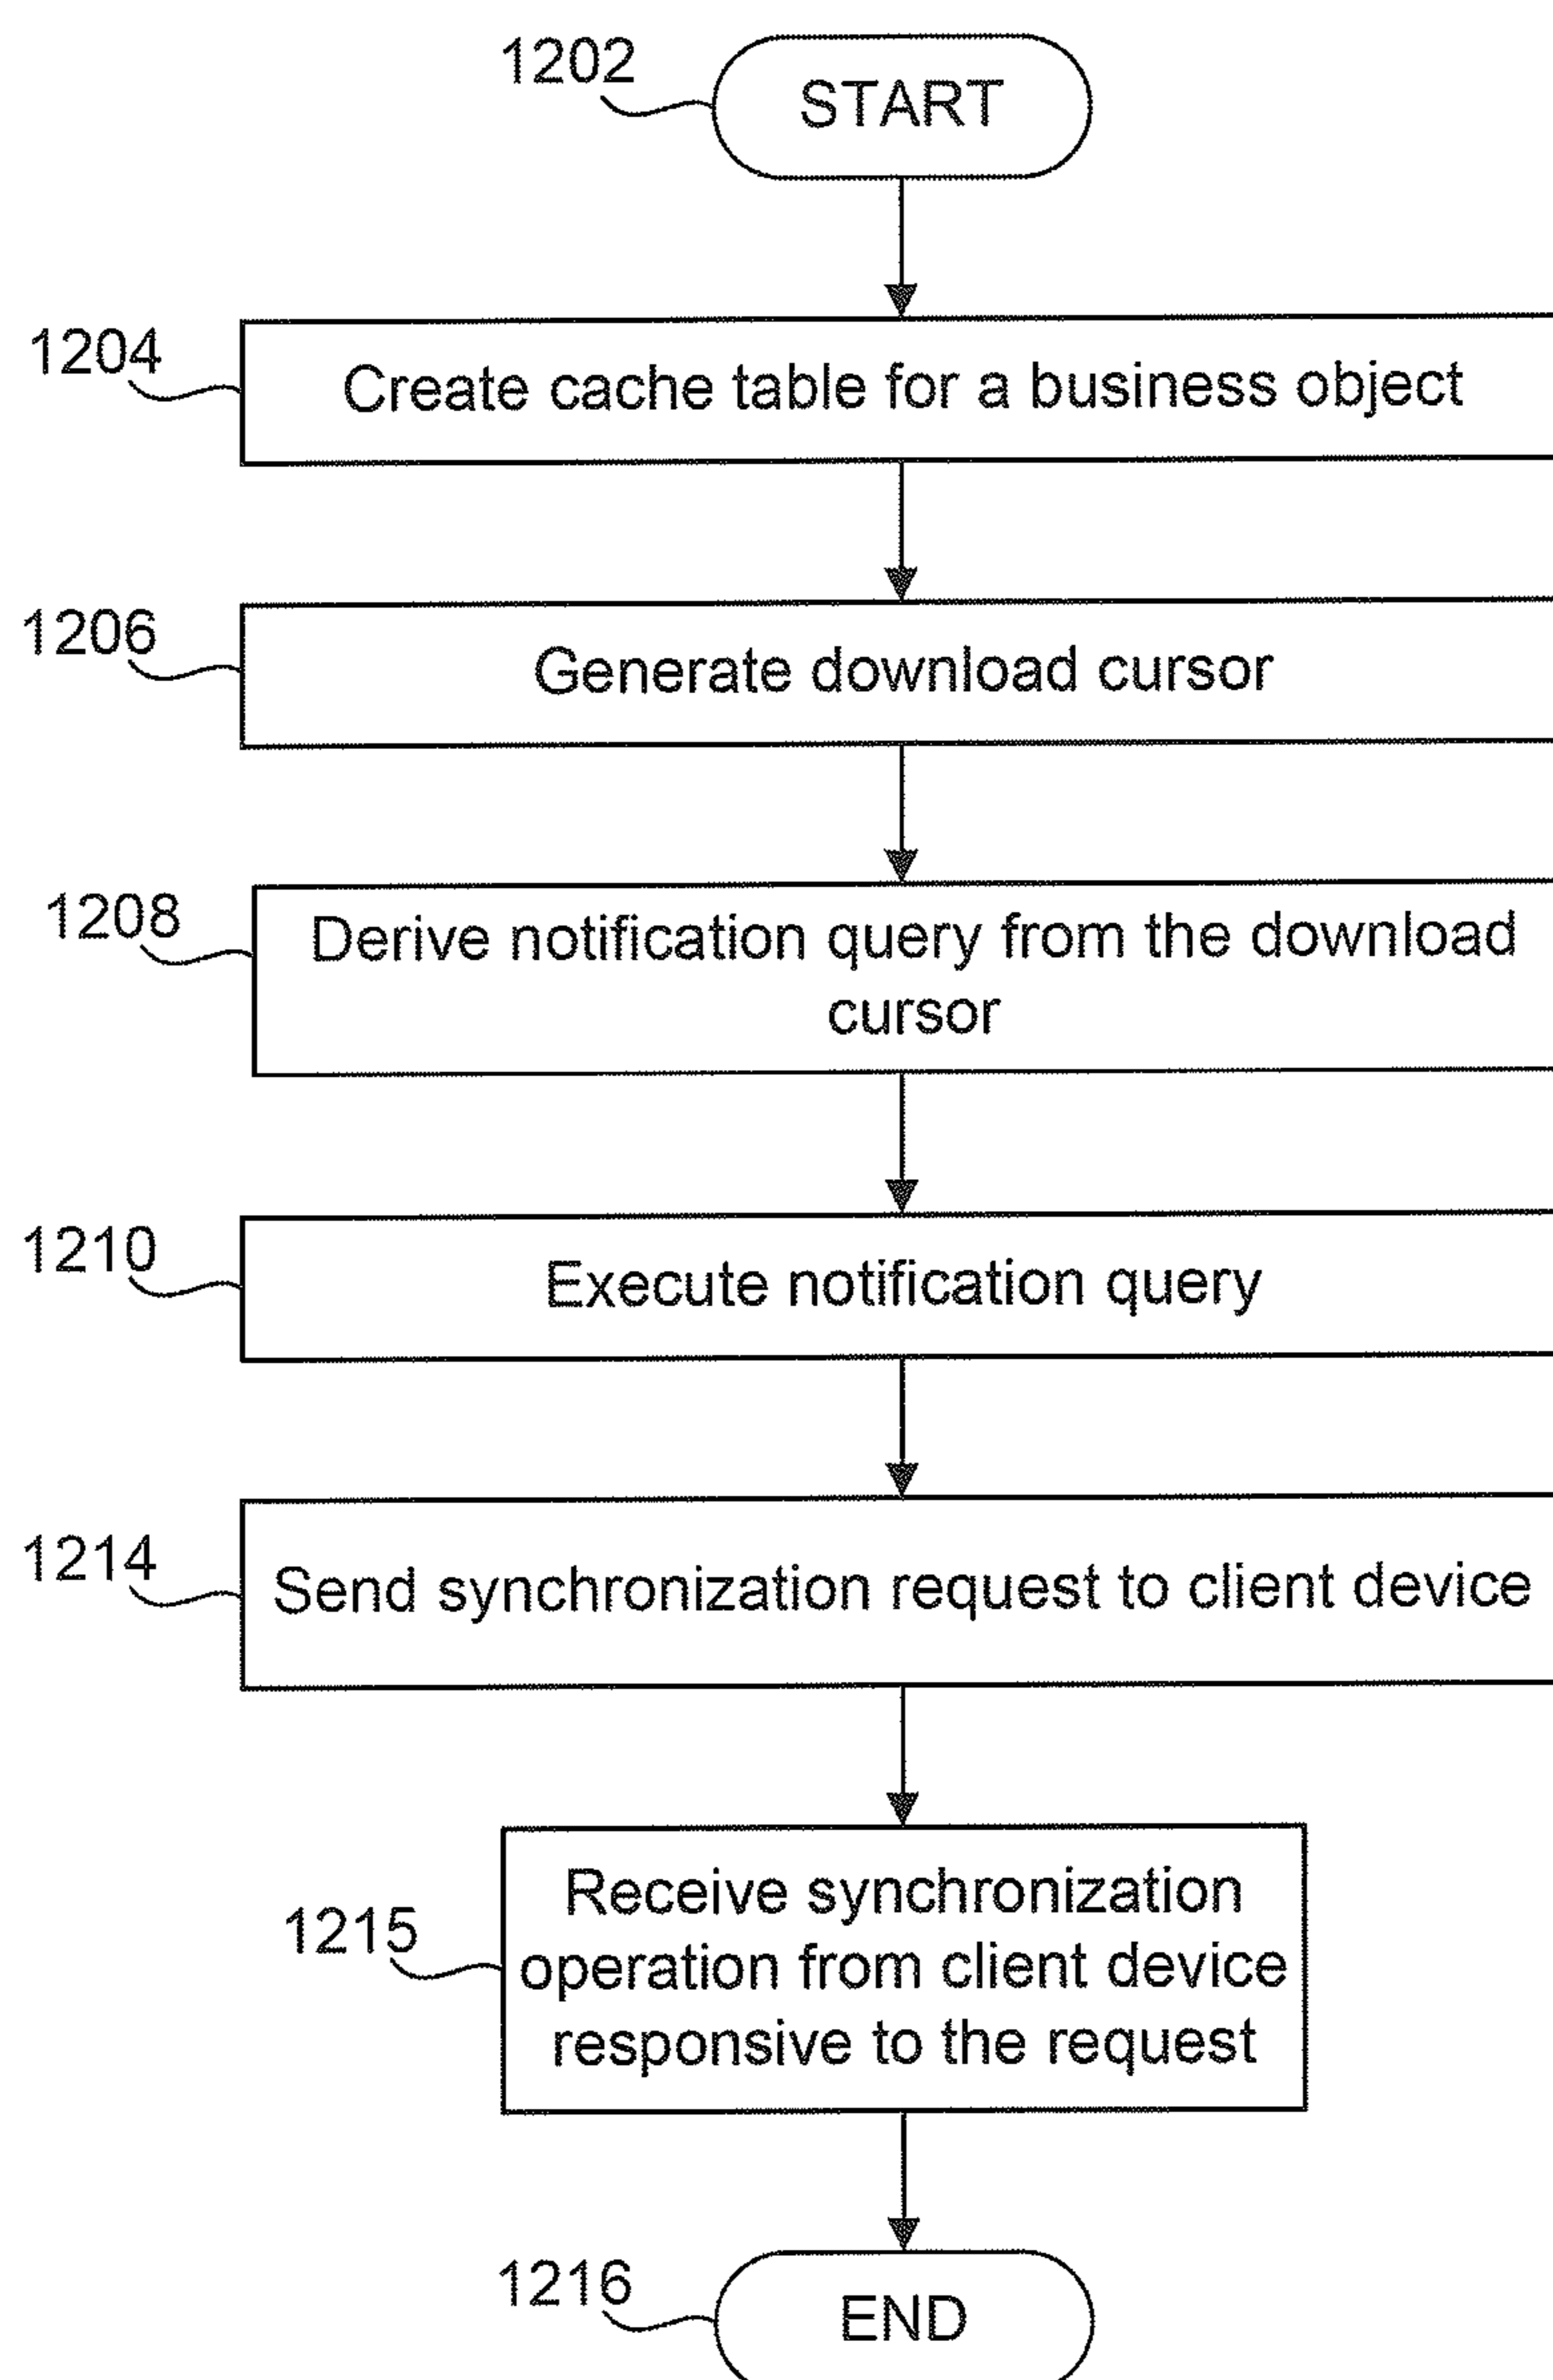 1202
START
1204
Create cache table for a business object
1206
Generate download cursor
1208
Derive notification query from the download
cursor
1210
Execute notification query
1214
Send synchronization request to client device
1215
Receive synchronization
operation from client device
responsive to the request
1216
END